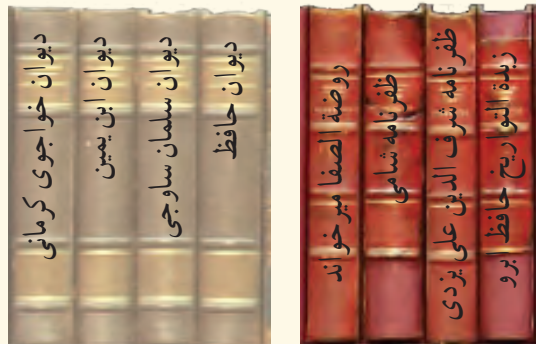 روضة الصفا میرخواند
ظفرنامه شامی
ظفرنامه شرف الدین علی یزدی
زبدة التواریخ حافظ ابرو
دیوان خواجوی کرمانی
دیوان ابن یمین
دیوان سلمان ساوجی
دیوان حافظ